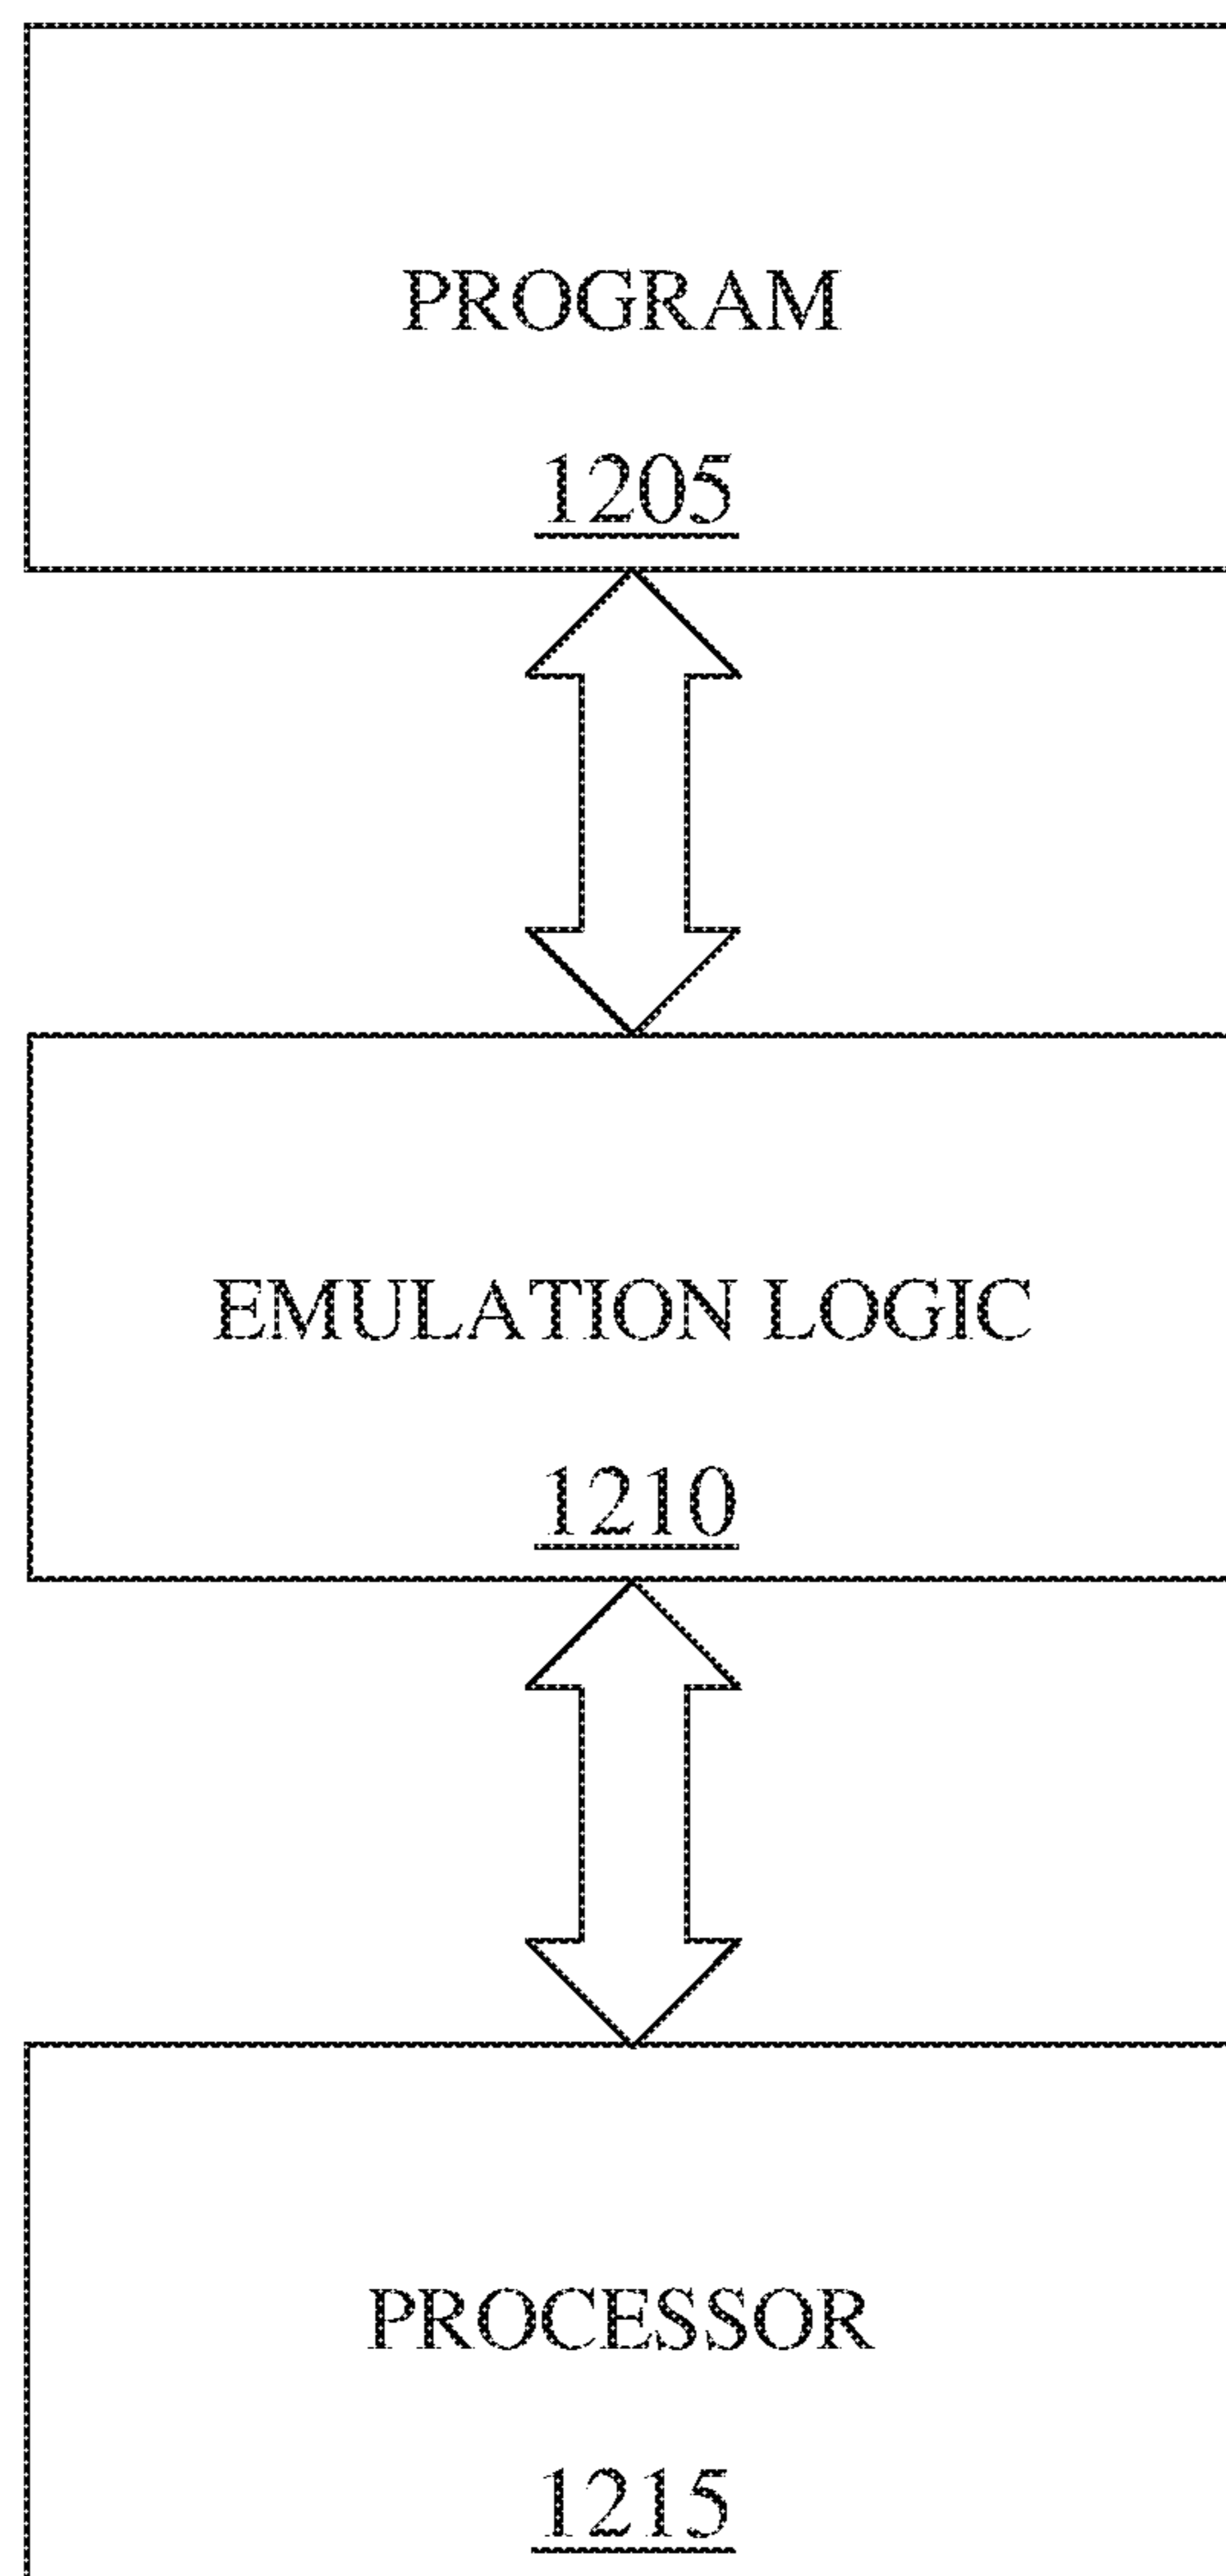 PROGRAM
1205
EMULATION LOGIC
1210
PROCESSOR
1215